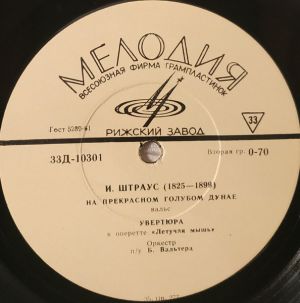 МЕЛОДИЯ
ВСЕСОЮЗНАЯ ФИРМА ГРАМПЛАСТИНОК
33
Гост 5289-61
РИЖСКИЙ ЗАВОД
33Д-10301
Вторая гр. 0-70
И. ШТРАУС (1825—1899)
НА ПРЕКРАСНОМ ГОЛУБОМ ДУНАЕ
вальс
УВЕРТЮРА
к оперетте «Летучая мышь»
Оркестр
п/у Б. Вальтера